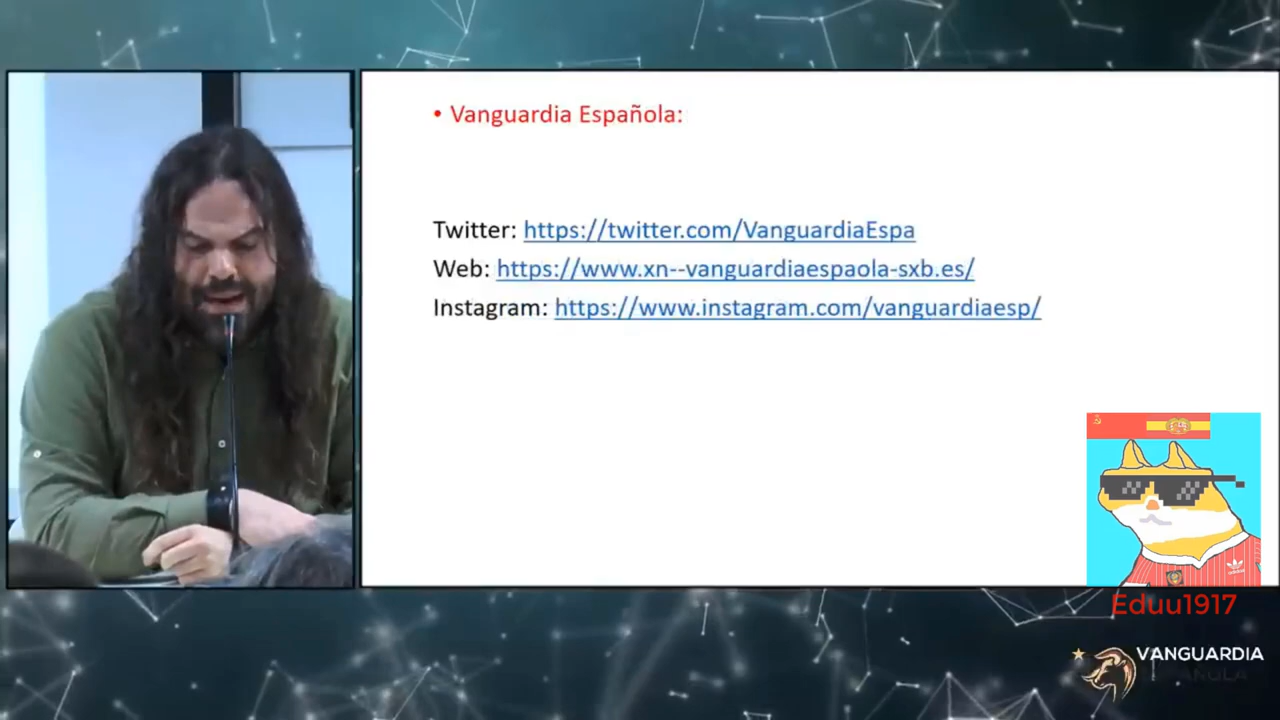 • Vanguardia Española:
Twitter: https://twitter.com/VanguardiaEspa
Web: https://www.xn--vanguardiaespaola-sxb.es/
Instagram: https://www.instagram.com/vanguardiaesp/
Eduu1917
VANGUARDIA
ESPAÑOLA